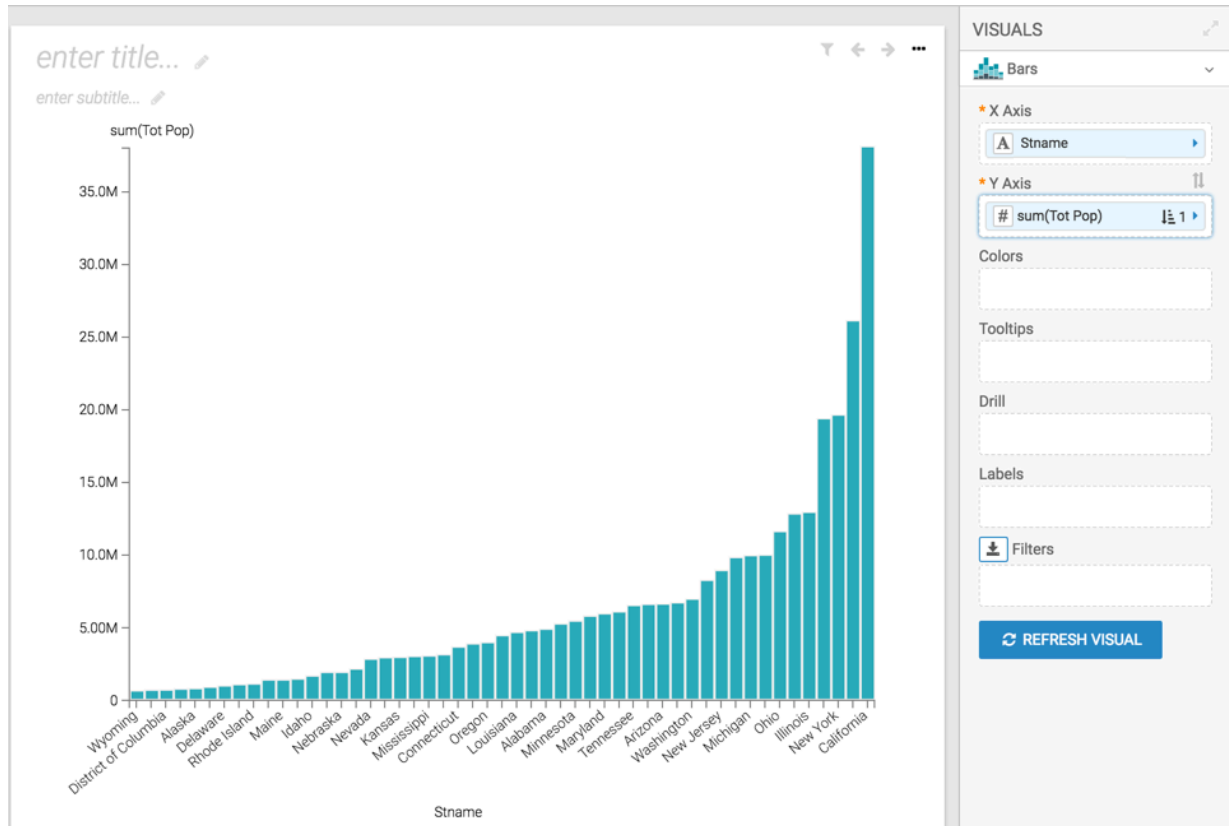 enter title...
enter subtitle...
sum(Tot Pop)
35.0M
30.0M
25.0M
20.0M
15.0M
10.0M
5.00M
0
Wyoming
District of Columbia
Alaska
Delaware
Rhode Island
Maine
Idaho
Nebraska
Nevada
Kansas
Mississippi
Connecticut
Oregon
Louisiana
Alabama
Minnesota
Maryland
Tennessee
Arizona
Washington
New Jersey
Michigan
Ohio
Illinois
New York
California
Stname
VISUALS
Bars
* X Axis
A Stname
* Y Axis
# sum(Tot Pop) 1
Colors
Tooltips
Drill
Labels
Filters
REFRESH VISUAL